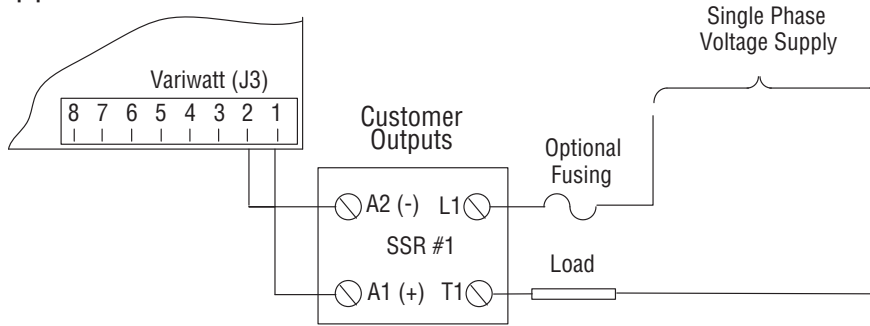 Single Phase
Voltage Supply
Variwatt (J3)
8 7 6 5 4 3 2 1
Customer
Outputs
Optional
Fusing
A2 (-) L1
SSR #1
Load
A1 (+) T1